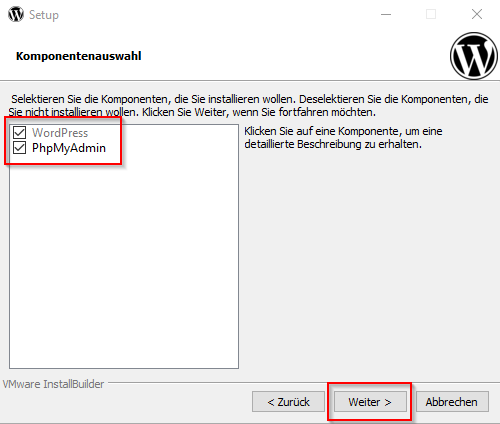 Setup
Komponentenauswahl
Selektieren Sie die Komponenten, die Sie installieren wollen. Deselektieren Sie die Komponenten, die
Sie nicht installieren wollen. Klicken Sie Weiter, wenn Sie fortfahren möchten.
WordPress
PhpMyAdmin
Klicken Sie auf eine Komponente, um eine
detaillierte Beschreibung zu erhalten.
VMware InstallBuilder
< Zurück
Weiter >
Abbrechen